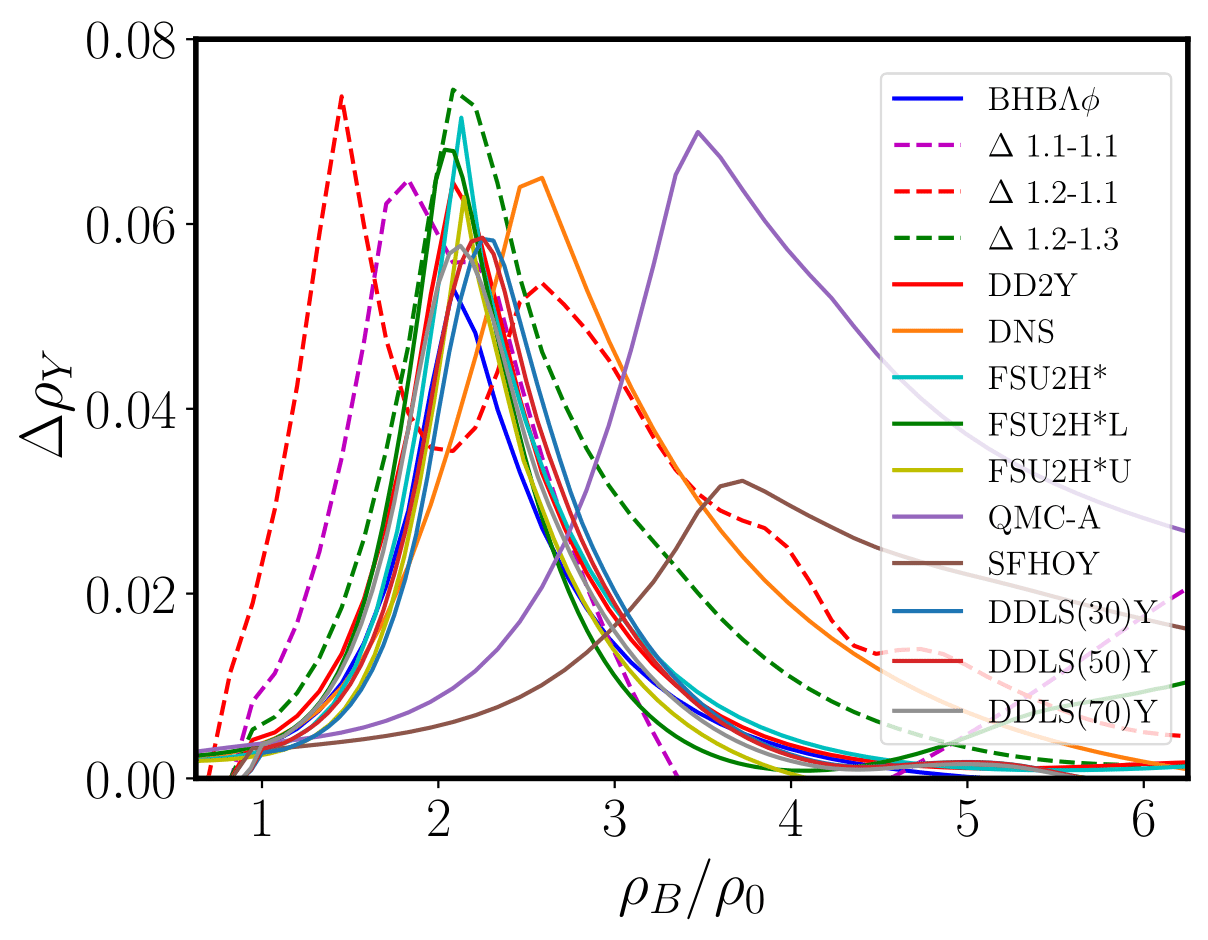 0.08
0.06
0.04
0.02
0.00
Δρ_Y
BHBΛϕ
Δ 1.1-1.1
Δ 1.2-1.1
Δ 1.2-1.3
DD2Y
DNS
FSU2H*
FSU2H*L
FSU2H*U
QMC-A
SFHOY
DDLS(30)Y
DDLS(50)Y
DDLS(70)Y
1 2 3 4 5 6
ρ_B/ρ_0